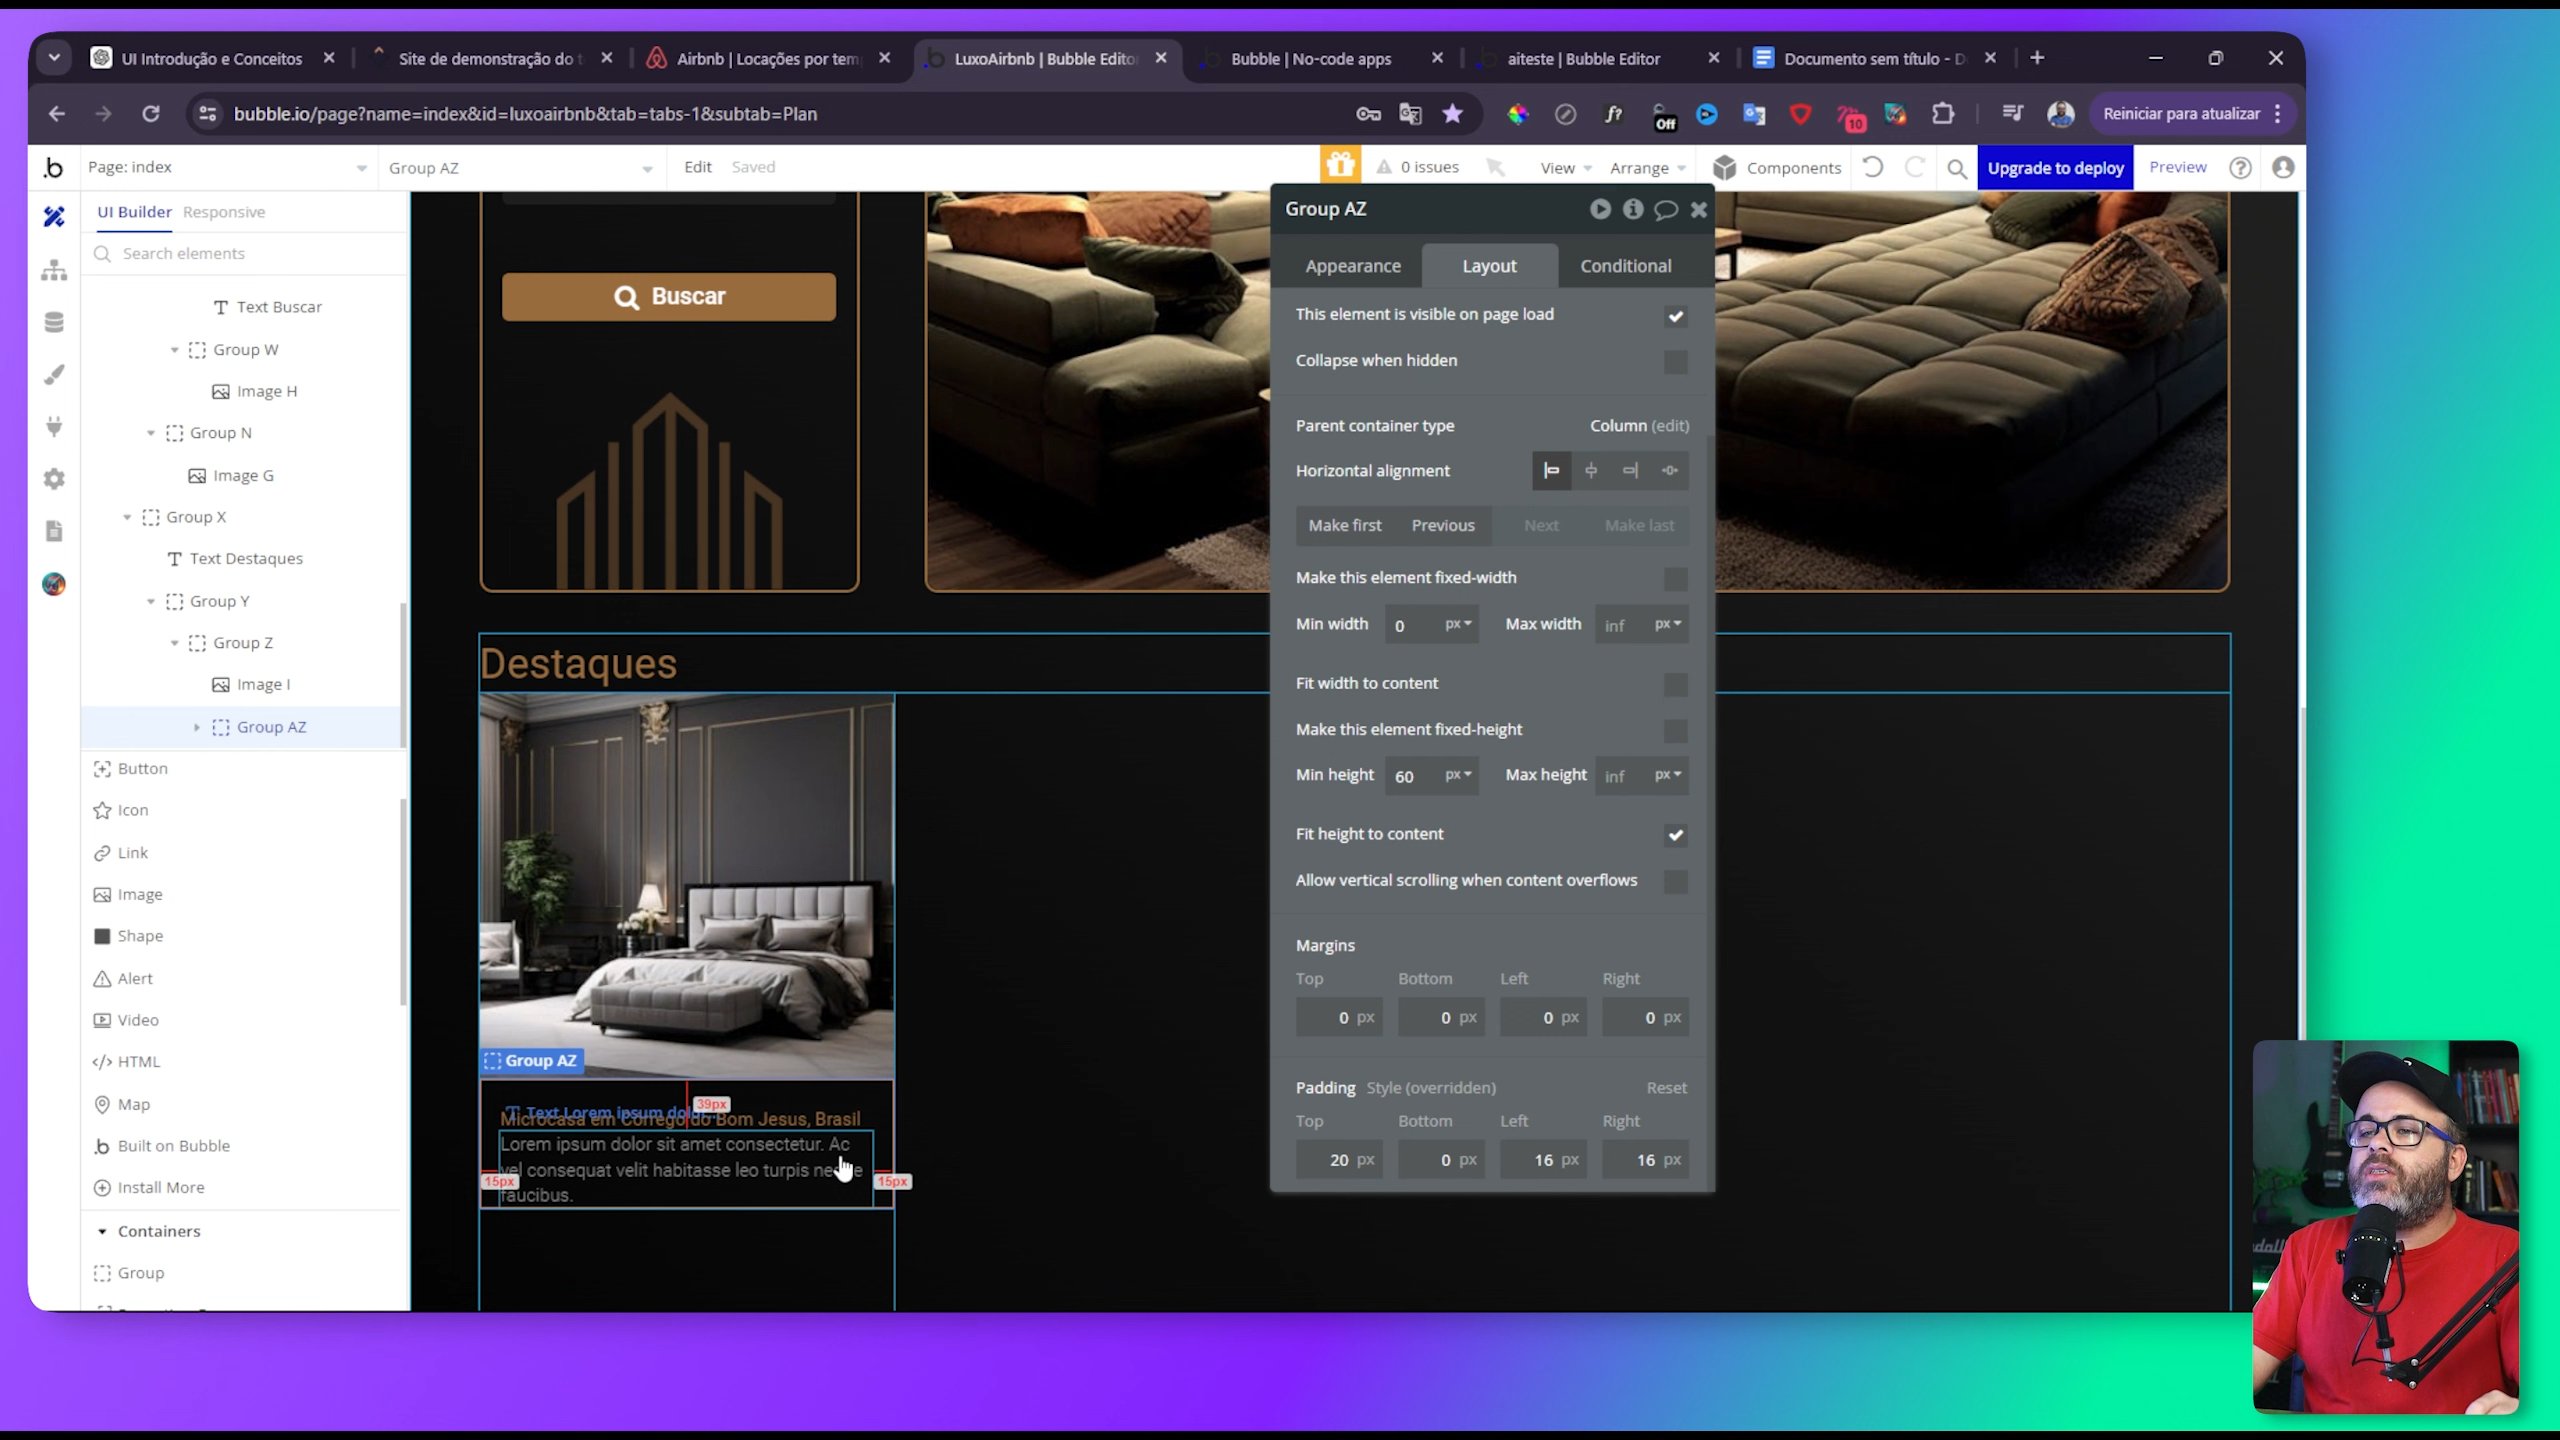 UI Introdução e Conceitos
Site de demonstração do t
Airbnb | Locações por tem
LuxoAirbnb | Bubble Edito
Bubble | No-code apps
aiteste | Bubble Editor
Documento sem título - D
bubble.io/page?name=index&id=luxoairbnb&tab=tabs-1&subtab=Plan
f?
Off
10
Reiniciar para atualizar
.b
Page: index
Group AZ
Edit
Saved
0 issues
View
Arrange
Components
Upgrade to deploy
Preview
UI Builder
Responsive
Search elements
Text Buscar
Group W
Image H
Group N
Image G
Group X
Text Destaques
Group Y
Group Z
Image I
Group AZ
Button
Icon
Link
Image
Shape
Alert
Video
HTML
Map
Built on Bubble
Install More
Containers
Group
Buscar
Destaques
Group AZ
Text Lorem ipsum dol
39px
Microcasa em Córrego do Bom Jesus, Brasil
Lorem ipsum dolor sit amet consectetur. Ac
vel consequat velit habitasse leo turpis neque
faucibus.
15px
15px
Group AZ
Appearance
Layout
Conditional
This element is visible on page load
Collapse when hidden
Parent container type
Column (edit)
Horizontal alignment
Make first
Previous
Next
Make last
Make this element fixed-width
Min width
0 px
Max width
inf px
Fit width to content
Make this element fixed-height
Min height
60 px
Max height
inf px
Fit height to content
Allow vertical scrolling when content overflows
Margins
Top
Bottom
Left
Right
0 px
0 px
0 px
0 px
Padding
Style (overridden)
Reset
Top
Bottom
Left
Right
20 px
0 px
16 px
16 px